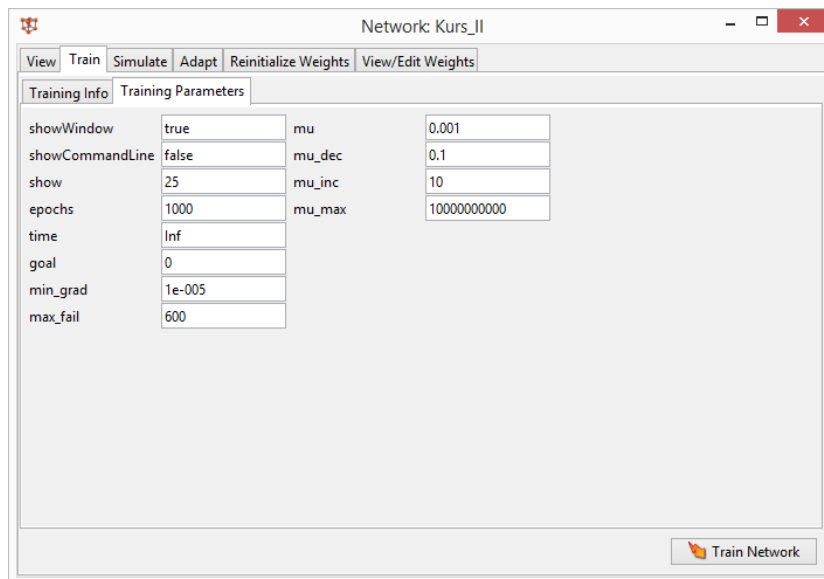 Network: Kurs_II
View Train Simulate Adapt Reinitialize Weights View/Edit Weights
Training Info Training Parameters
showWindow true mu 0.001
showCommandLine false mu_dec 0.1
show 25 mu_inc 10
epochs 1000 mu_max 10000000000
time Inf
goal 0
min_grad 1e-005
max_fail 600
Train Network